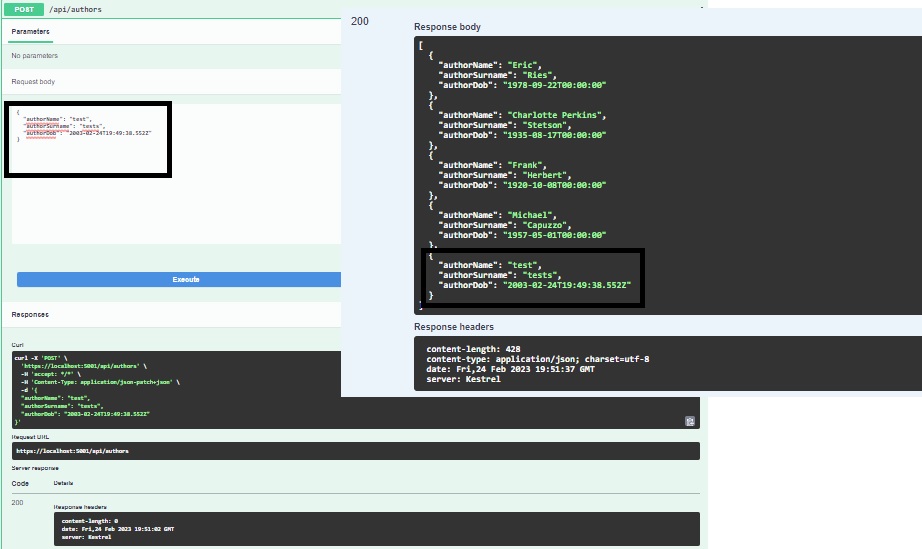 POST /api/authors
Parameters
No parameters
Request body
{
"authorName": "test",
"authorSurname": "tests",
"authorDob": "2003-02-24T19:49:38.552Z"
}
Execute
Responses
Curl
curl -X 'POST' \
'https://localhost:5001/api/authors' \
-H 'accept: */*' \
-H 'Content-Type: application/json-patch+json' \
-d '{
"authorName": "test",
"authorSurname": "tests",
"authorDob": "2003-02-24T19:49:38.552Z"
}'
Request URL
https://localhost:5001/api/authors
Server response
Code Details
200
Response headers
content-length: 0
date: Fri,24 Feb 2023 19:51:02 GMT
server: Kestrel
200
Response body
[
{
"authorName": "Eric",
"authorSurname": "Ries",
"authorDob": "1978-09-22T00:00:00"
},
{
"authorName": "Charlotte Perkins",
"authorSurname": "Stetson",
"authorDob": "1935-08-17T00:00:00"
},
{
"authorName": "Frank",
"authorSurname": "Herbert",
"authorDob": "1920-10-08T00:00:00"
},
{
"authorName": "Michael",
"authorSurname": "Capuzzo",
"authorDob": "1957-05-01T00:00:00"
},
{
"authorName": "test",
"authorSurname": "tests",
"authorDob": "2003-02-24T19:49:38.552Z"
}
]
Response headers
content-length: 428
content-type: application/json; charset=utf-8
date: Fri,24 Feb 2023 19:51:37 GMT
server: Kestrel